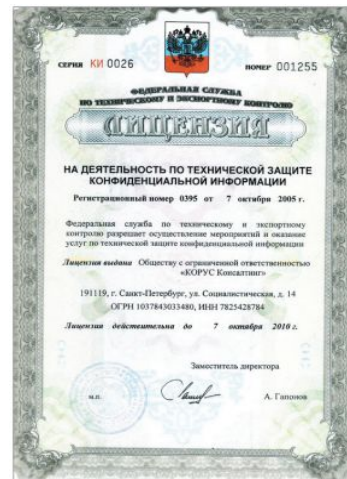 СЕРИЯ КИ 0026 НОМЕР 001255
ФЕДЕРАЛЬНАЯ СЛУЖБА
ПО ТЕХНИЧЕСКОМУ И ЭКСПОРТНОМУ КОНТРОЛЮ
ЛИЦЕНЗИЯ
НА ДЕЯТЕЛЬНОСТЬ ПО ТЕХНИЧЕСКОЙ ЗАЩИТЕ
КОНФИДЕНЦИАЛЬНОЙ ИНФОРМАЦИИ
Регистрационный номер 0395 от 7 октября 2005 г.
Федеральная служба по техническому и экспортному
контролю разрешает осуществление мероприятий и оказание
услуг по технической защите конфиденциальной информации
Лицензия выдана Обществу с ограниченной ответственностью
«КОРУС Консалтинг»
191119, г. Санкт-Петербург, ул. Социалистическая, д. 14
ОГРН 1037843033480, ИНН 7825428784
Лицензия действительна до 7 октября 2010 г.
Заместитель директора
М.П. А. Гапонов